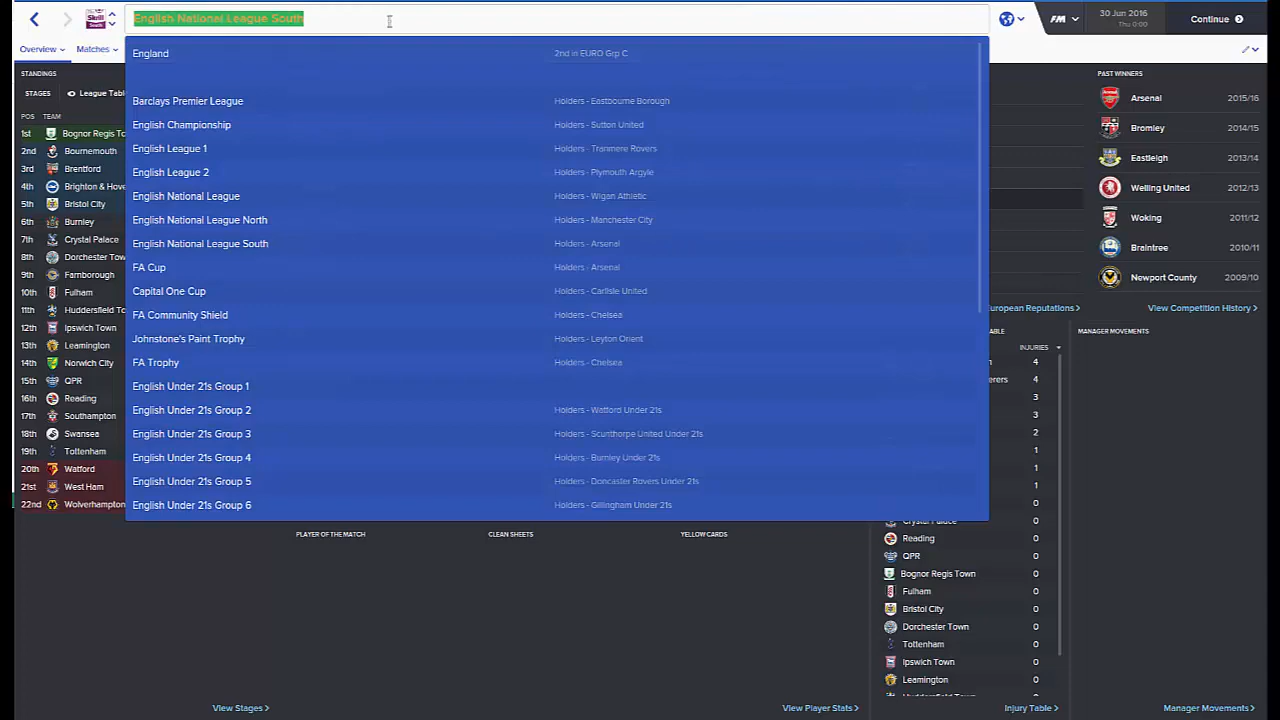 Skrill South
English National League South
FM
30 Jun 2016
Thu 0:00
Continue
Overview
Matches
England 2nd in EURO Grp C
Barclays Premier League Holders - Eastbourne Borough
English Championship Holders - Sutton United
English League 1 Holders - Tranmere Rovers
English League 2 Holders - Plymouth Argyle
English National League Holders - Wigan Athletic
English National League North Holders - Manchester City
English National League South Holders - Arsenal
FA Cup Holders - Arsenal
Capital One Cup Holders - Carlisle United
FA Community Shield Holders - Chelsea
Johnstone's Paint Trophy Holders - Leyton Orient
FA Trophy Holders - Chelsea
English Under 21s Group 1
English Under 21s Group 2 Holders - Watford Under 21s
English Under 21s Group 3 Holders - Scunthorpe United Under 21s
English Under 21s Group 4 Holders - Burnley Under 21s
English Under 21s Group 5 Holders - Doncaster Rovers Under 21s
English Under 21s Group 6 Holders - Gillingham Under 21s
STANDINGS
STAGES League Tabl
POS TEAM
1st Bognor Regis To
2nd Bournemouth
3rd Brentford
4th Brighton & Hove
5th Bristol City
6th Burnley
7th Crystal Palace
8th Dorchester Tow
9th Farnborough
10th Fulham
11th Huddersfield To
12th Ipswich Town
13th Leamington
14th Norwich City
15th QPR
16th Reading
17th Southampton
18th Swansea
19th Tottenham
20th Watford
21st West Ham
22nd Wolverhampton
PAST WINNERS
Arsenal 2015/16
Bromley 2014/15
Eastleigh 2013/14
Welling United 2012/13
Woking 2011/12
Braintree 2010/11
Newport County 2009/10
European Reputations >
View Competition History >
ABLE
MANAGER MOVEMENTS
INJURIES
n 4
erers 4
3
3
2
1
1
1
0
Crystal Palace 0
Reading 0
QPR 0
Bognor Regis Town 0
Fulham 0
Bristol City 0
Dorchester Town 0
Tottenham 0
Ipswich Town 0
Leamington 0
Huddersfield Town 0
PLAYER OF THE MATCH
CLEAN SHEETS
YELLOW CARDS
View Stages >
View Player Stats >
Injury Table >
Manager Movements >